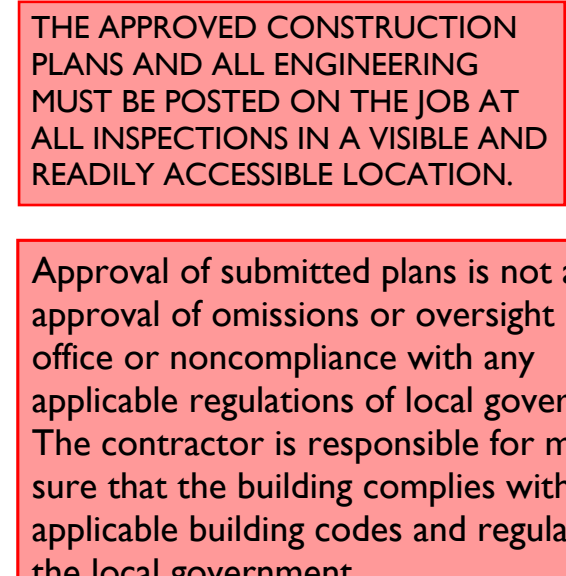 THE APPROVED CONSTRUCTION
PLANS AND ALL ENGINEERING
MUST BE POSTED ON THE JOB AT
ALL INSPECTIONS IN A VISIBLE AND
READILY ACCESSIBLE LOCATION.
Approval of submitted plans is not
approval of omissions or oversight
office or noncompliance with any
applicable regulations of local
The contractor is responsible for
sure that the building complies with
applicable building codes and
the local government